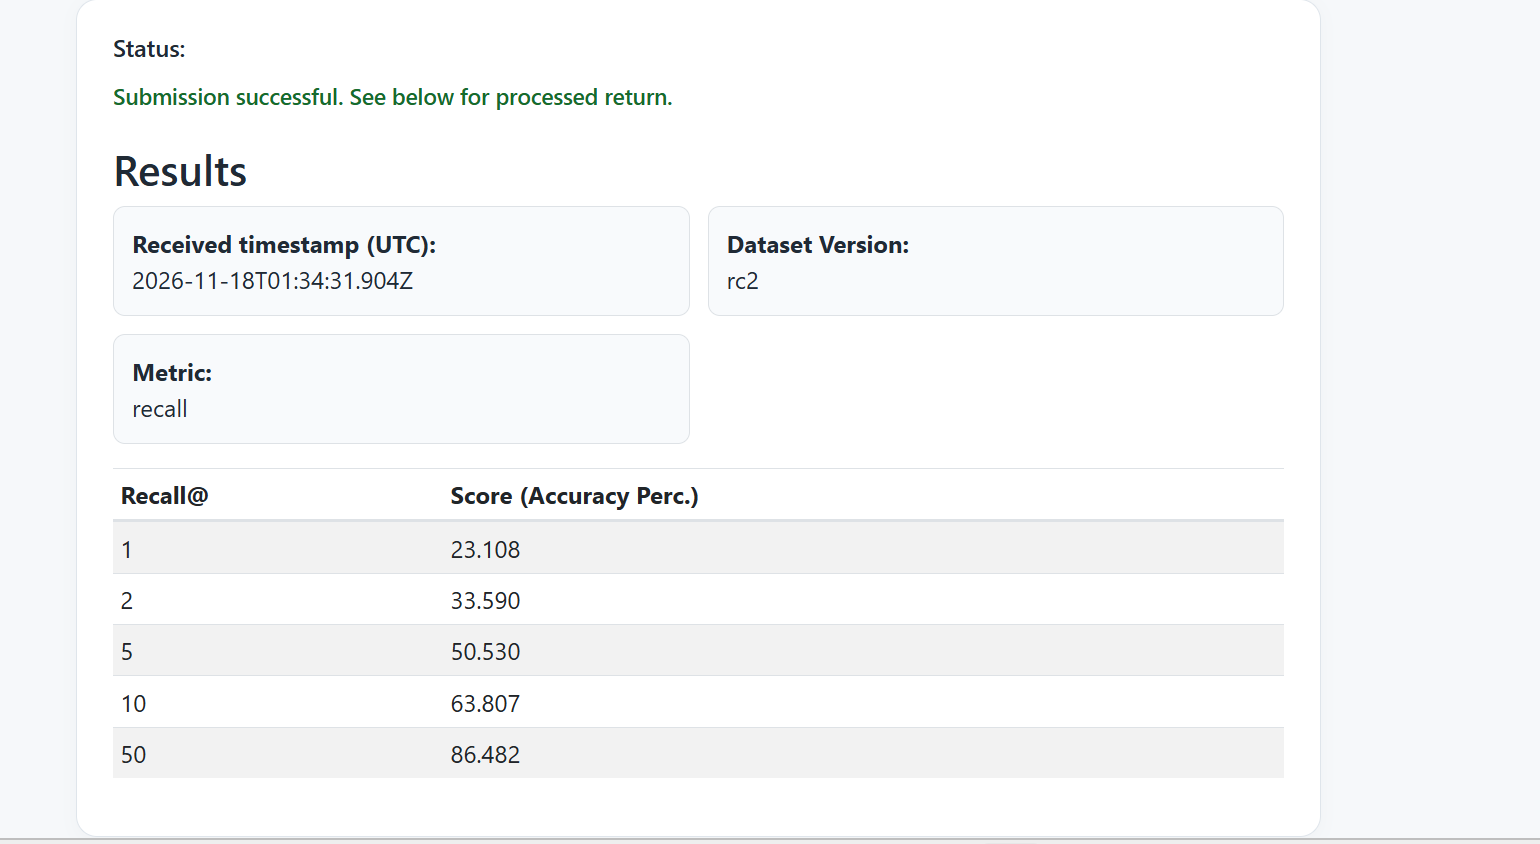 Status:
Submission successful. See below for processed return.
Results
Received timestamp (UTC):
2026-11-18T01:34:31.904Z
Dataset Version:
rc2
Metric:
recall
Recall@ Score (Accuracy Perc.)
1 23.108
2 33.590
5 50.530
10 63.807
50 86.482